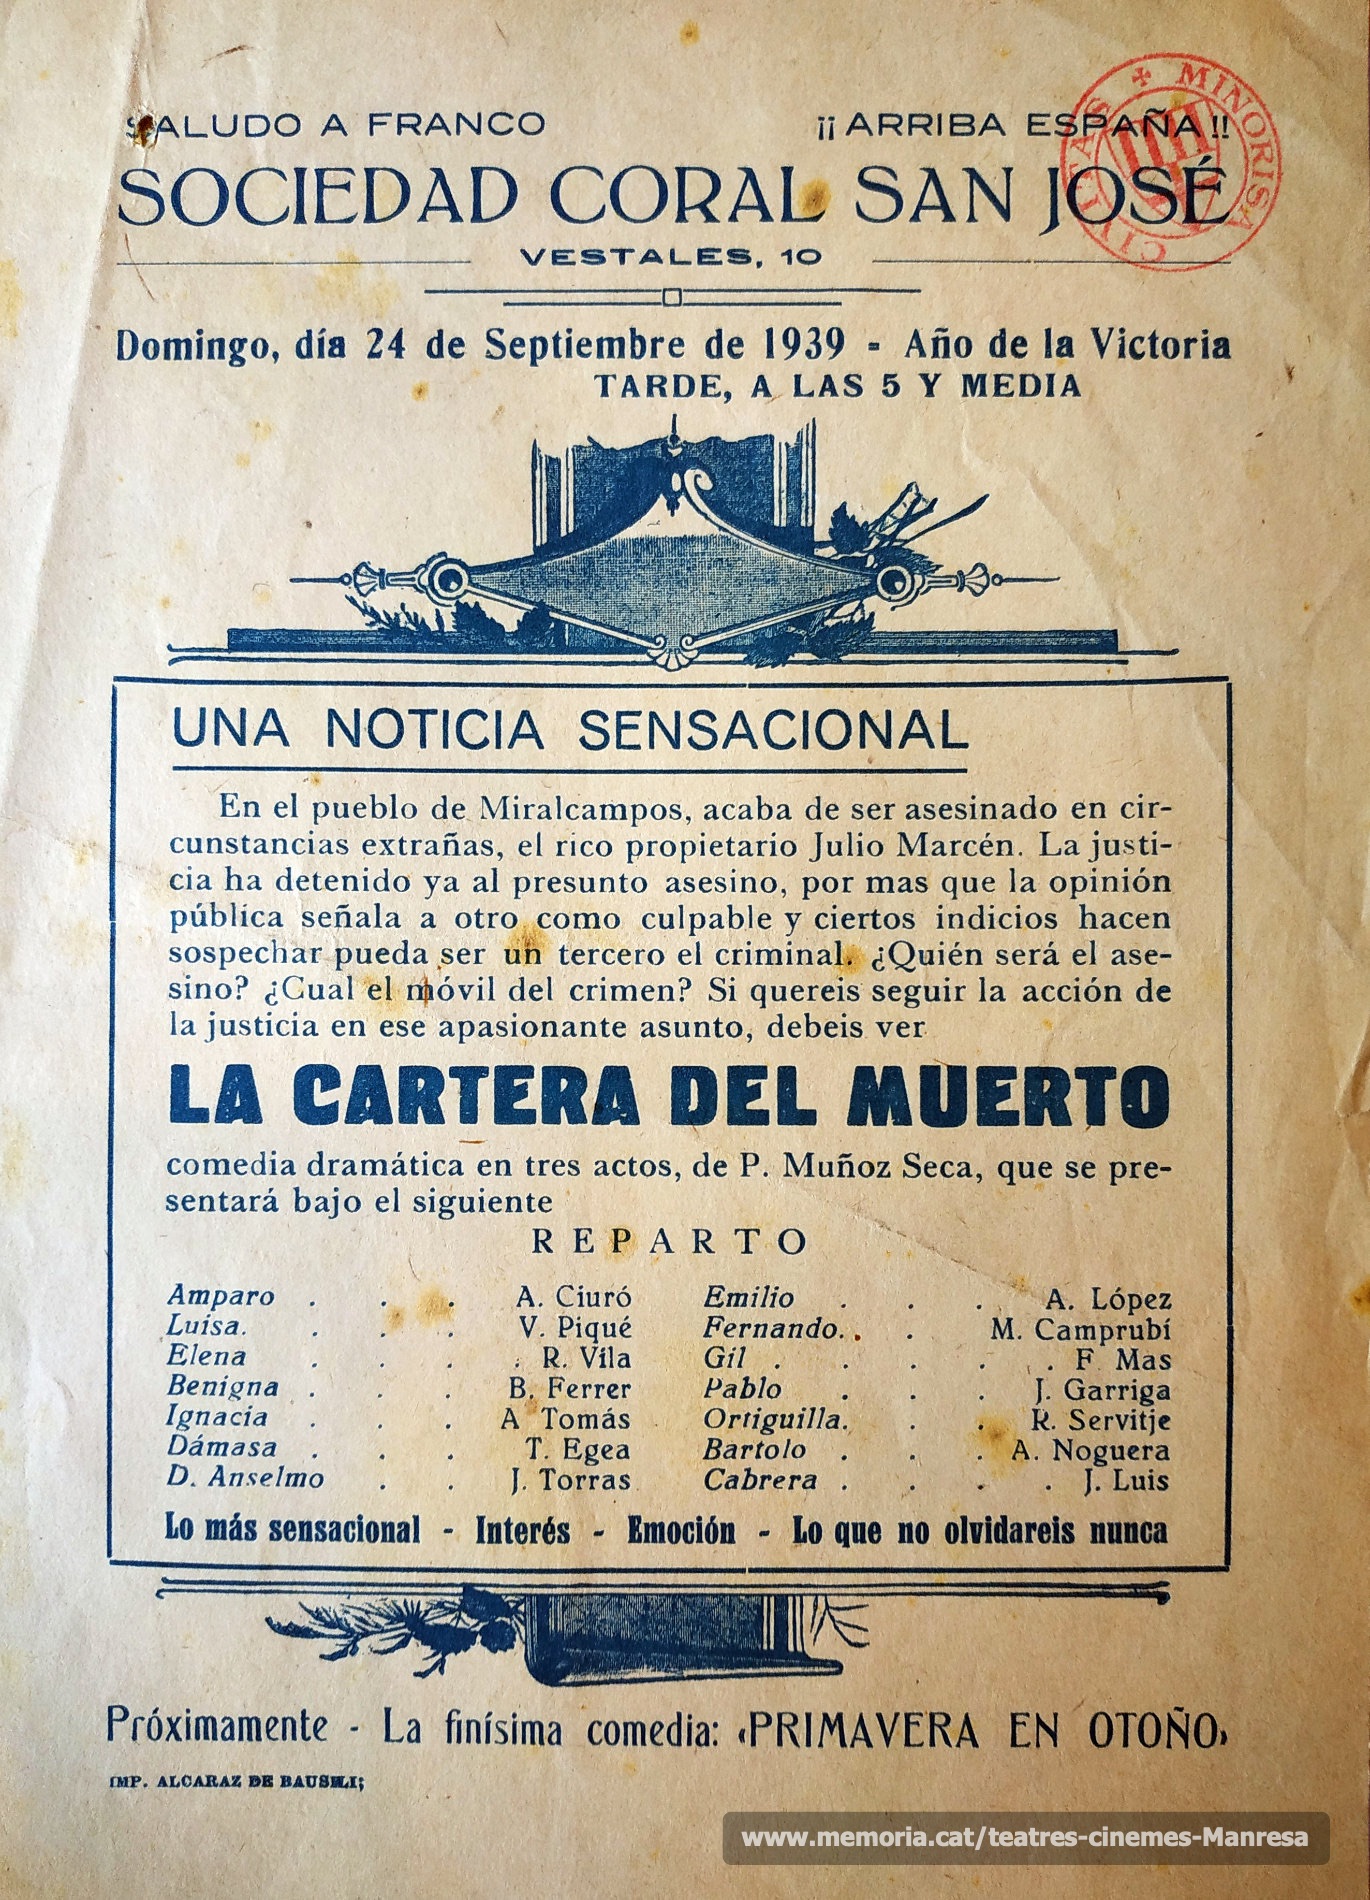 SALUDO A FRANCO ¡¡ARRIBA ESPAÑA!!
SOCIEDAD CORAL SAN JOSÉ
VESTALES, 10
CIVITAS MINORISA
Domingo, día 24 de Septiembre de 1939 - Año de la Victoria
TARDE, A LAS 5 Y MEDIA
UNA NOTICIA SENSACIONAL
En el pueblo de Miralcampos, acaba de ser asesinado en cir-
cunstancias extrañas, el rico propietario Julio Marcén. La justi-
cia ha detenido ya al presunto asesino, por mas que la opinión
pública señala a otro como culpable y ciertos indicios hacen
sospechar pueda ser un tercero el criminal. ¿Quién será el ase-
sino? ¿Cual el móvil del crimen? Si quereis seguir la acción de
la justicia en ese apasionante asunto, debeis ver
LA CARTERA DEL MUERTO
comedia dramática en tres actos, de P. Muñoz Seca, que se pre-
sentará bajo el siguiente
REPARTO
Amparo . . . A. Ciuró
Luisa. . . . V. Piqué
Elena . . . . R. Vila
Benigna . . . B. Ferrer
Ignacia . . . A Tomás
Dámasa . . . T. Egea
D. Anselmo . . J. Torras
Emilio . . . A. López
Fernando. . . M. Camprubí
Gil . . . . . F. Mas
Pablo . . . J. Garriga
Ortiguilla. . . R. Servitje
Bartolo . . . A. Noguera
Cabrera . . . . J. Luis
Lo más sensacional - Interés - Emoción - Lo que no olvidareis nunca
Próximamente - La finísima comedia: «PRIMAVERA EN OTOÑO»
IMP. ALCARAZ DE
www.memoria.cat/teatres-cinemes-Manresa